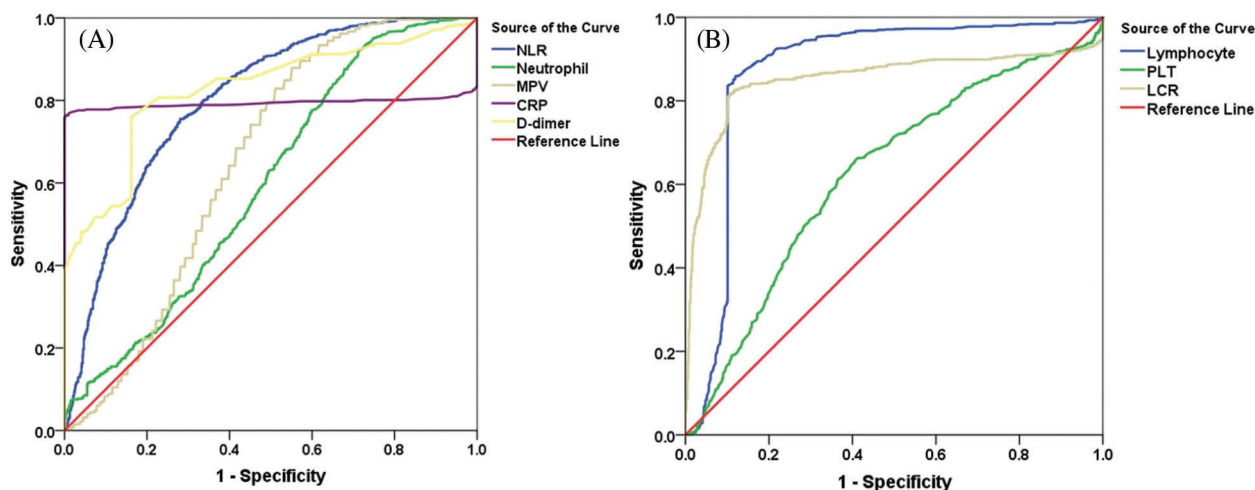 (A)
Source of the Curve
NLR
Neutrophil
MPV
CRP
D-dimer
Reference Line
Sensitivity
1.0
0.8
0.6
0.4
0.2
0.0
0.0 0.2 0.4 0.6 0.8 1.0
1 - Specificity
(B)
Source of the Curve
Lymphocyte
PLT
LCR
Reference Line
Sensitivity
1.0
0.8
0.6
0.4
0.2
0.0
0.0 0.2 0.4 0.6 0.8 1.0
1 - Specificity